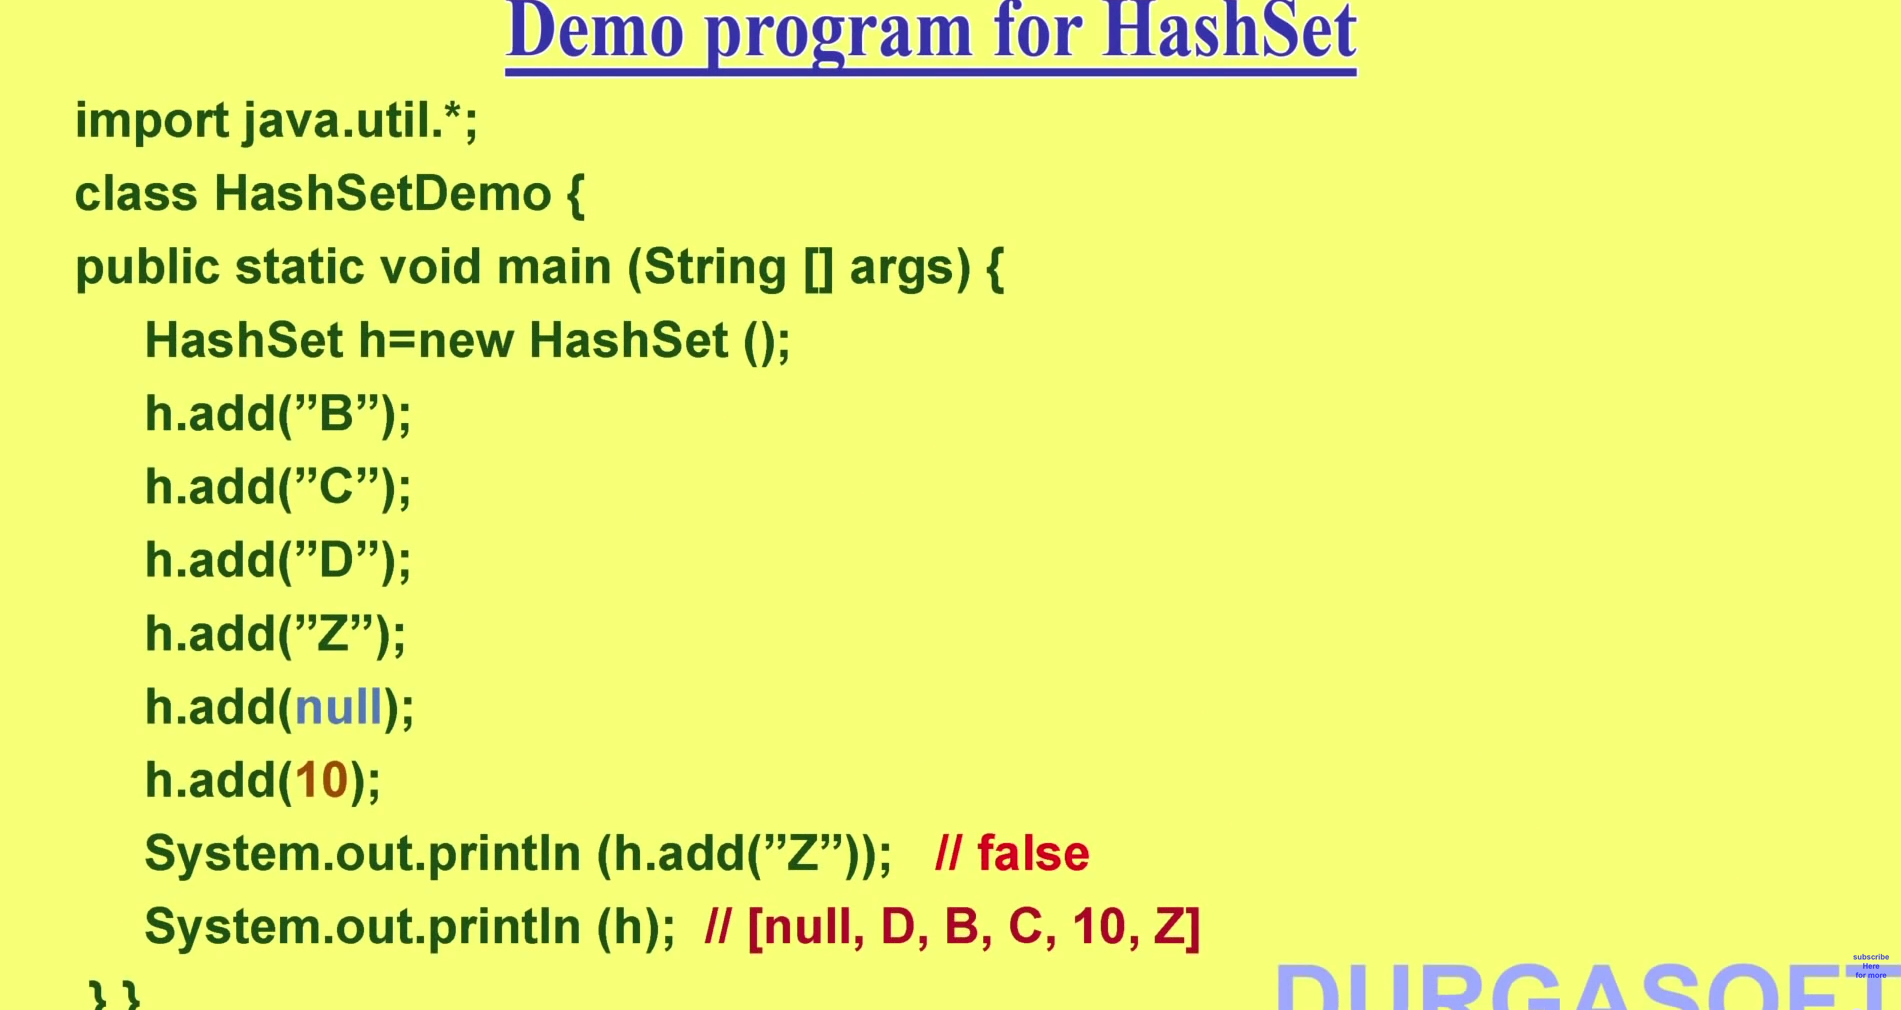 Demo program for HashSet
import java.util.*;
class HashSetDemo {
public static void main (String [] args) {
HashSet h=new HashSet ();
h.add(”B”);
h.add(”C”);
h.add(”D”);
h.add(”Z”);
h.add(null);
h.add(10);
System.out.println (h.add(”Z”));   // false
System.out.println (h);  // [null, D, B, C, 10, Z]
} }
DURGASOFT
subscribe
Here
for more